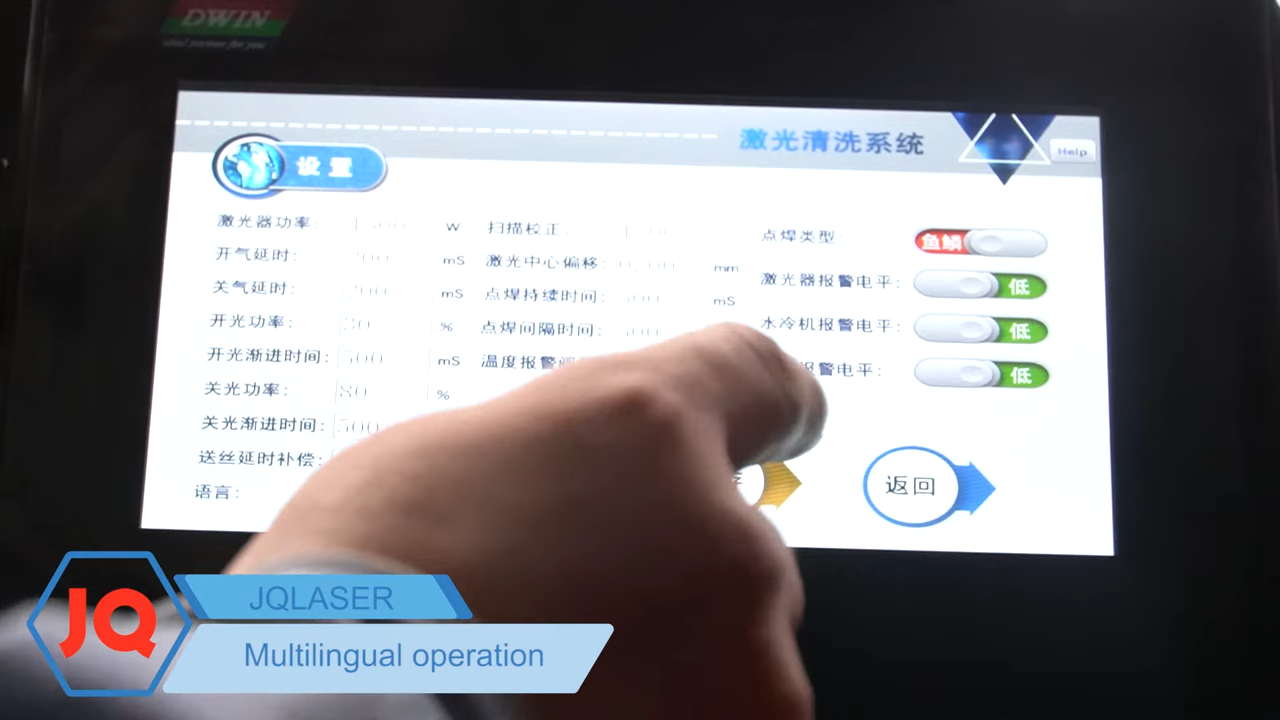 DWIN
激光清洗系统
Help
设置
激光器功率:
W
开气延时:
mS
关气延时:
200
mS
开光功率:
80
%
开光渐进时间:
500
mS
关光功率:
80
%
关光渐进时间:
500
送丝延时补偿:
语言:
扫描校正:
激光中心偏移:
mm
点焊持续时间:
mS
点焊间隔时间:
温度报警
点焊类型:
鱼鳞
激光器报警电平:
低
水冷机报警电平:
低
报警电平:
低
返回
JQ
JQLASER
Multilingual operation